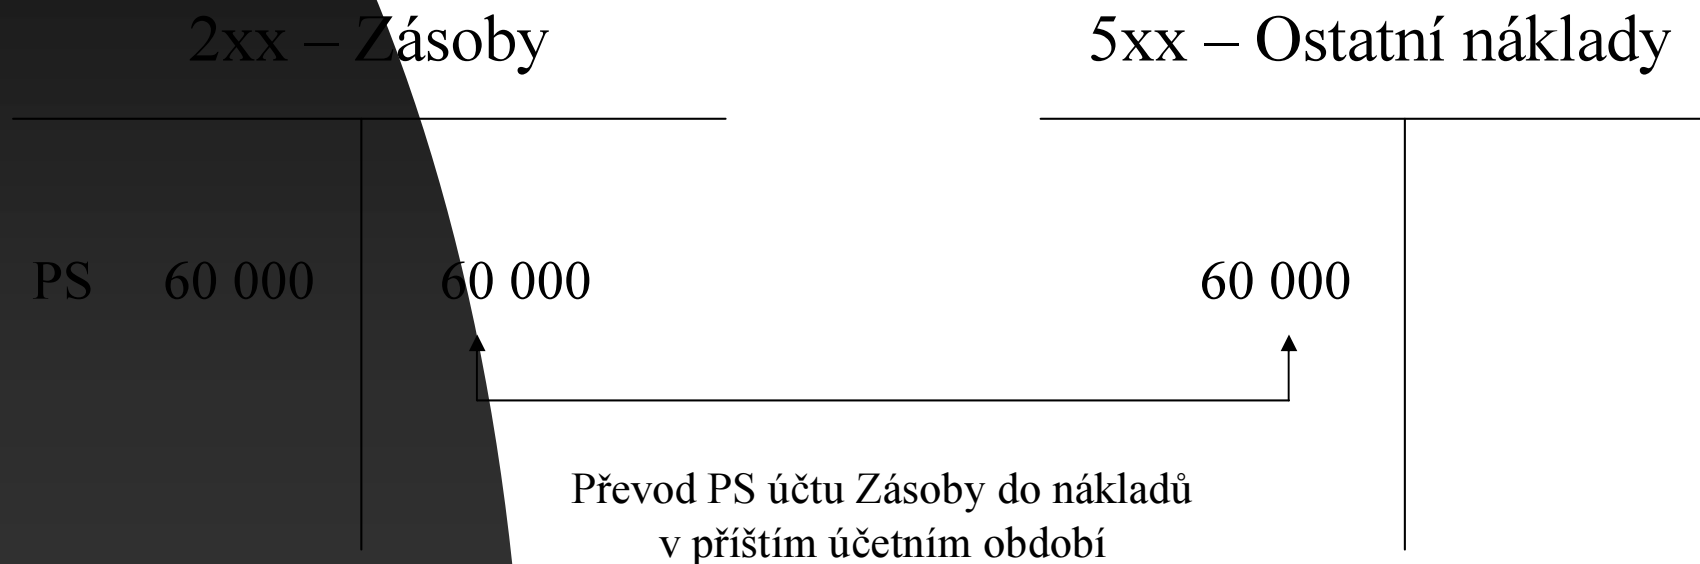 2xx – Zásoby
5xx – Ostatní náklady
PS 60 000 60 000
60 000
Převod PS účtu Zásoby do nákladů
v příštím účetním období